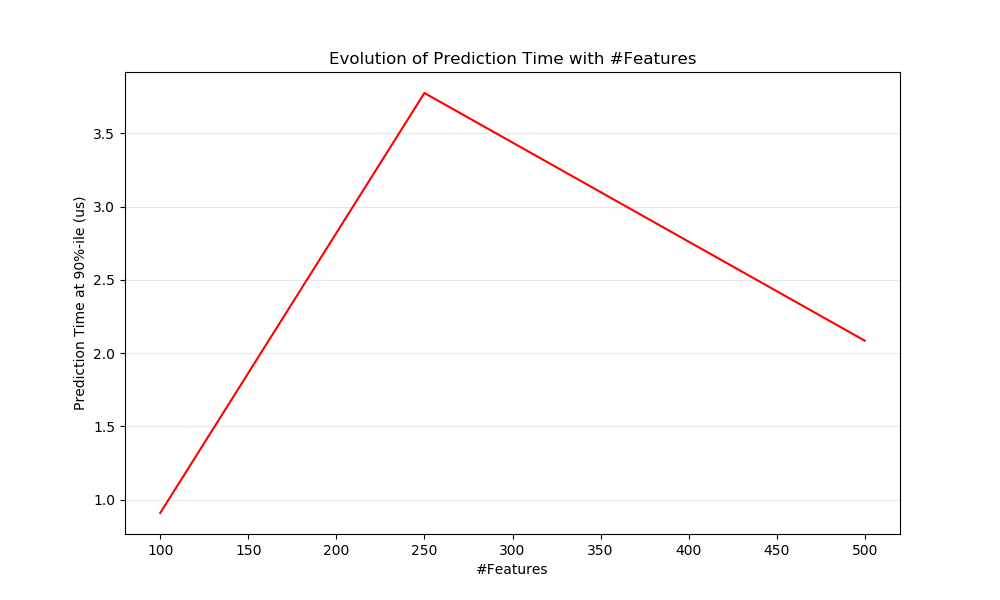 Evolution of Prediction Time with #Features
Prediction Time at 90%-ile (us)
3.5
3.0
2.5
2.0
1.5
1.0
100 150 200 250 300 350 400 450 500
#Features